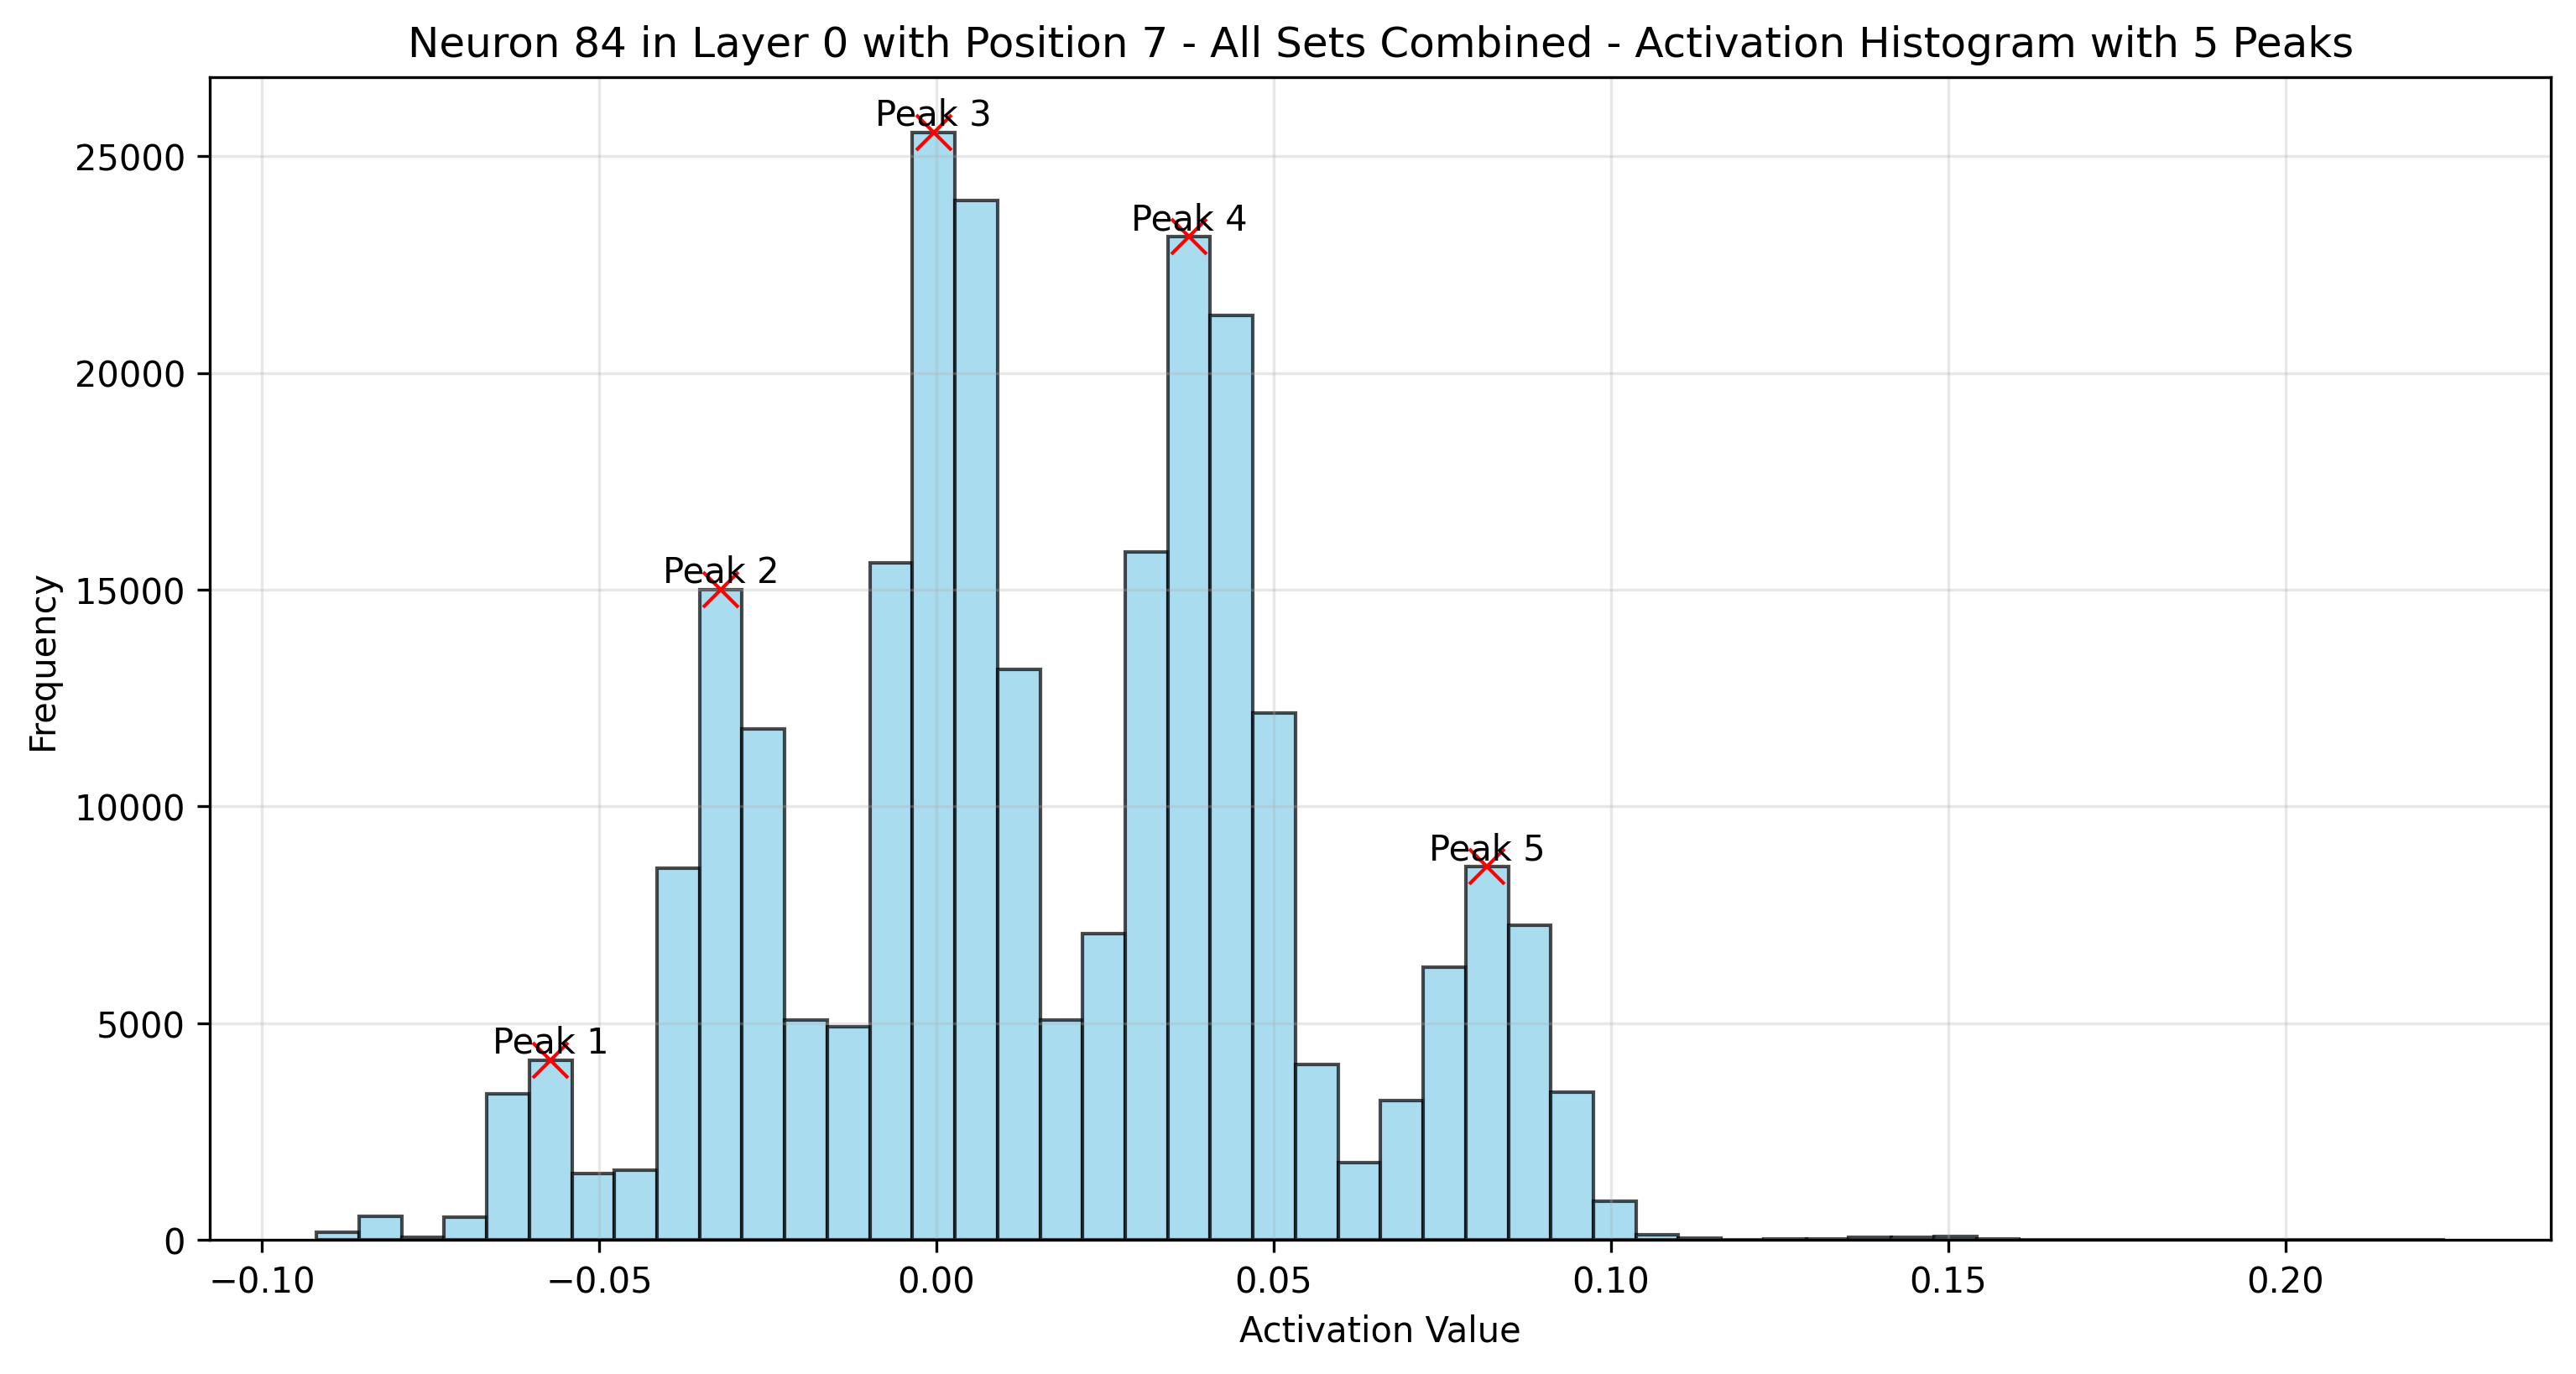 Neuron 84 in Layer 0 with Position 7 - All Sets Combined - Activation Histogram with 5 Peaks
Peak 3
25000
Peak 4
20000
Peak 2
15000
Frequency
10000
Peak 5
5000
Peak 1
0
−0.10 −0.05 0.00 0.05 0.10 0.15 0.20
Activation Value